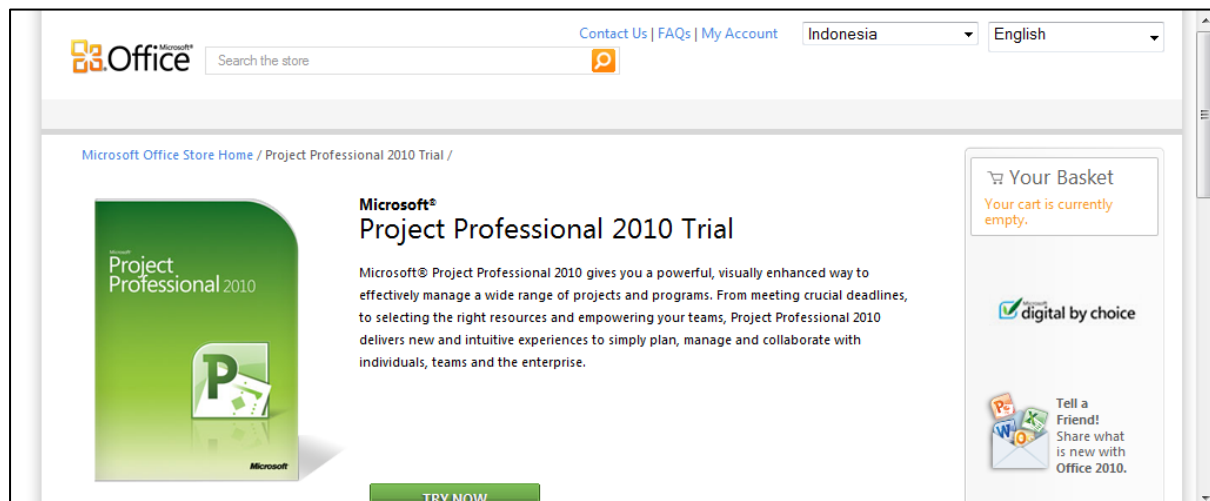 Contact Us | FAQs | My Account
Indonesia
English
Microsoft®
Office
Search the store
Microsoft Office Store Home / Project Professional 2010 Trial /
Microsoft
Project
Professional 2010
P
Microsoft
Microsoft®
Project Professional 2010 Trial
Microsoft® Project Professional 2010 gives you a powerful, visually enhanced way to
effectively manage a wide range of projects and programs. From meeting crucial deadlines,
to selecting the right resources and empowering your teams, Project Professional 2010
delivers new and intuitive experiences to simply plan, manage and collaborate with
individuals, teams and the enterprise.
TRY NOW
Your Basket
Your cart is currently
empty.
Microsoft
digital by choice
P
X
W
O
Tell a
Friend!
Share what
is new with
Office 2010.